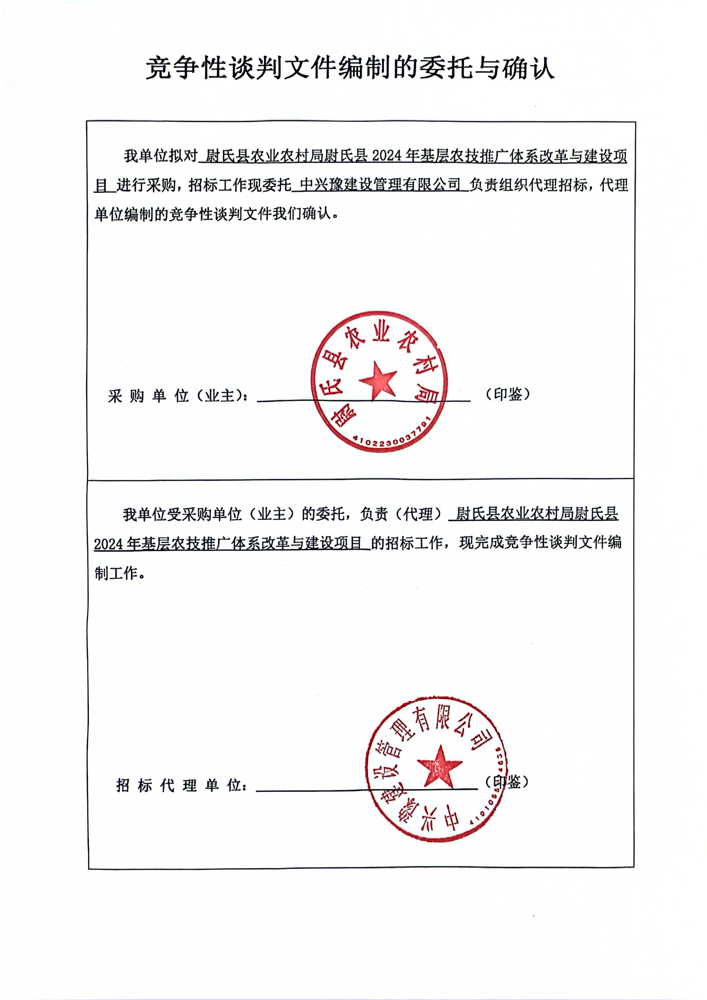 竞争性谈判文件编制的委托与确认
我单位拟对 尉氏县农业农村局尉氏县 2024 年基层农技推广体系改革与建设项
目 进行采购，招标工作现委托 中兴豫建设管理有限公司 负责组织代理招标，代理
单位编制的竞争性谈判文件我们确认。
尉氏县农业农村局
采 购 单 位（业主）： （印鉴）
4102230037791
我单位受采购单位（业主）的委托，负责（代理） 尉氏县农业农村局尉氏县
2024 年基层农技推广体系改革与建设项目 的招标工作，现完成竞争性谈判文件编
制工作。
中兴豫建设管理有限公司
招 标 代 理 单 位： （印鉴）